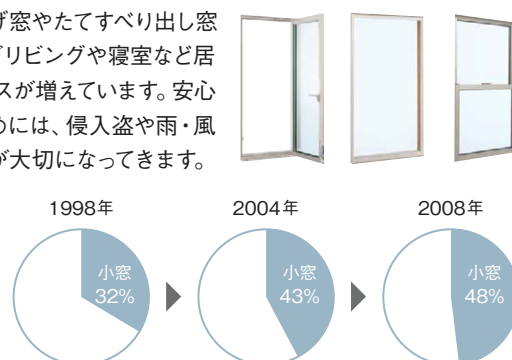 げ窓やたてすべり出し窓
ブリビングや寝室など居
スが増えています。安心
めには、侵入盗や雨・風
が大切になってきます。
1998年
2004年
2008年
小窓
32%
小窓
43%
小窓
48%